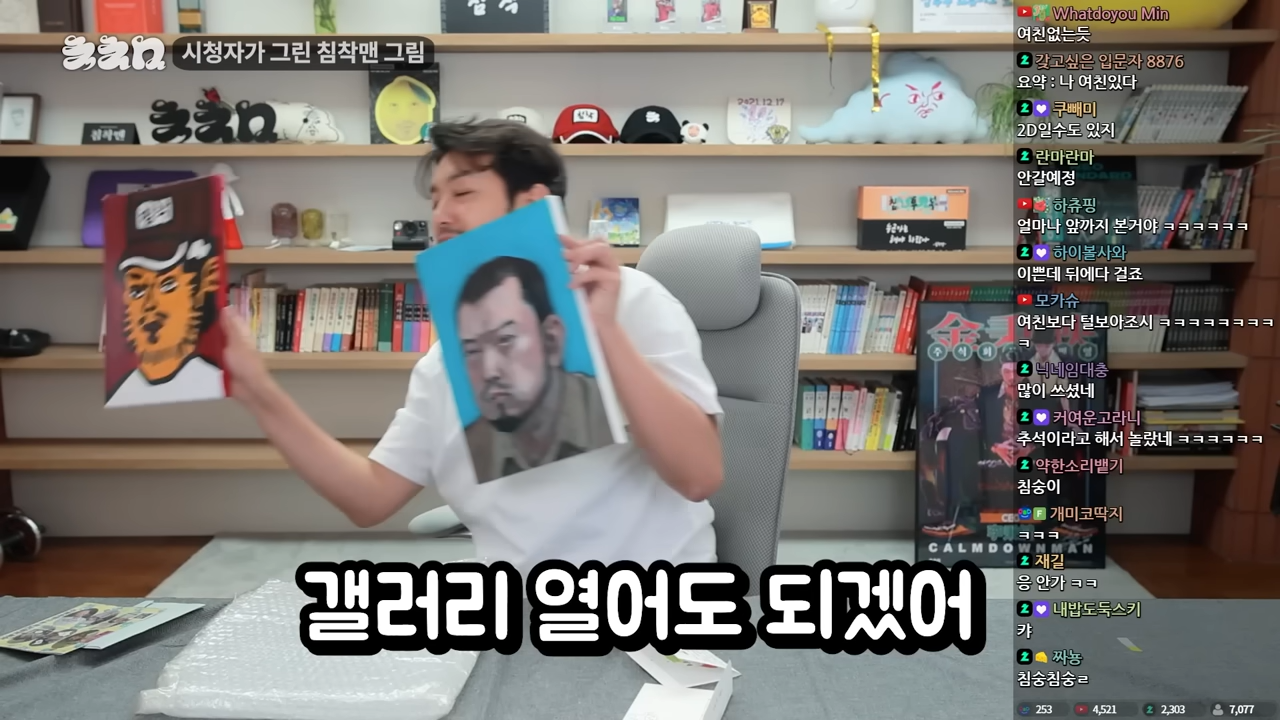 시청자가 그린 침착맨 그림
침착맨
2021.12.17
침착
CALMDOWNMAN
갤러리 열어도 되겠어
Whatdoyou Min
여친없는듯
갖고싶은 입문자 8876
요약 : 나 여친있다
쿠빼미
2D일수도 있지
란마란마
안갈예정
하츄핑
얼마나 앞까지 본거야 ㅋㅋㅋㅋㅋㅋ
하이볼사와
이쁜데 뒤에다 걸죠
모카슈
여친보다 털보아조시 ㅋㅋㅋㅋㅋㅋㅋㅋ
ㅋ
닉네임대충
많이 쓰셨네
커여운고라니
추석이라고 해서 놀랐네 ㅋㅋㅋㅋㅋㅋ
약한소리뱉기
침숭이
개미코딱지
ㅋㅋㅋ
재길
응 안가 ㅋㅋ
내밥도둑스키
캬
짜뇽
침숭침숭ㄹ
253 4,521 2,303 7,077